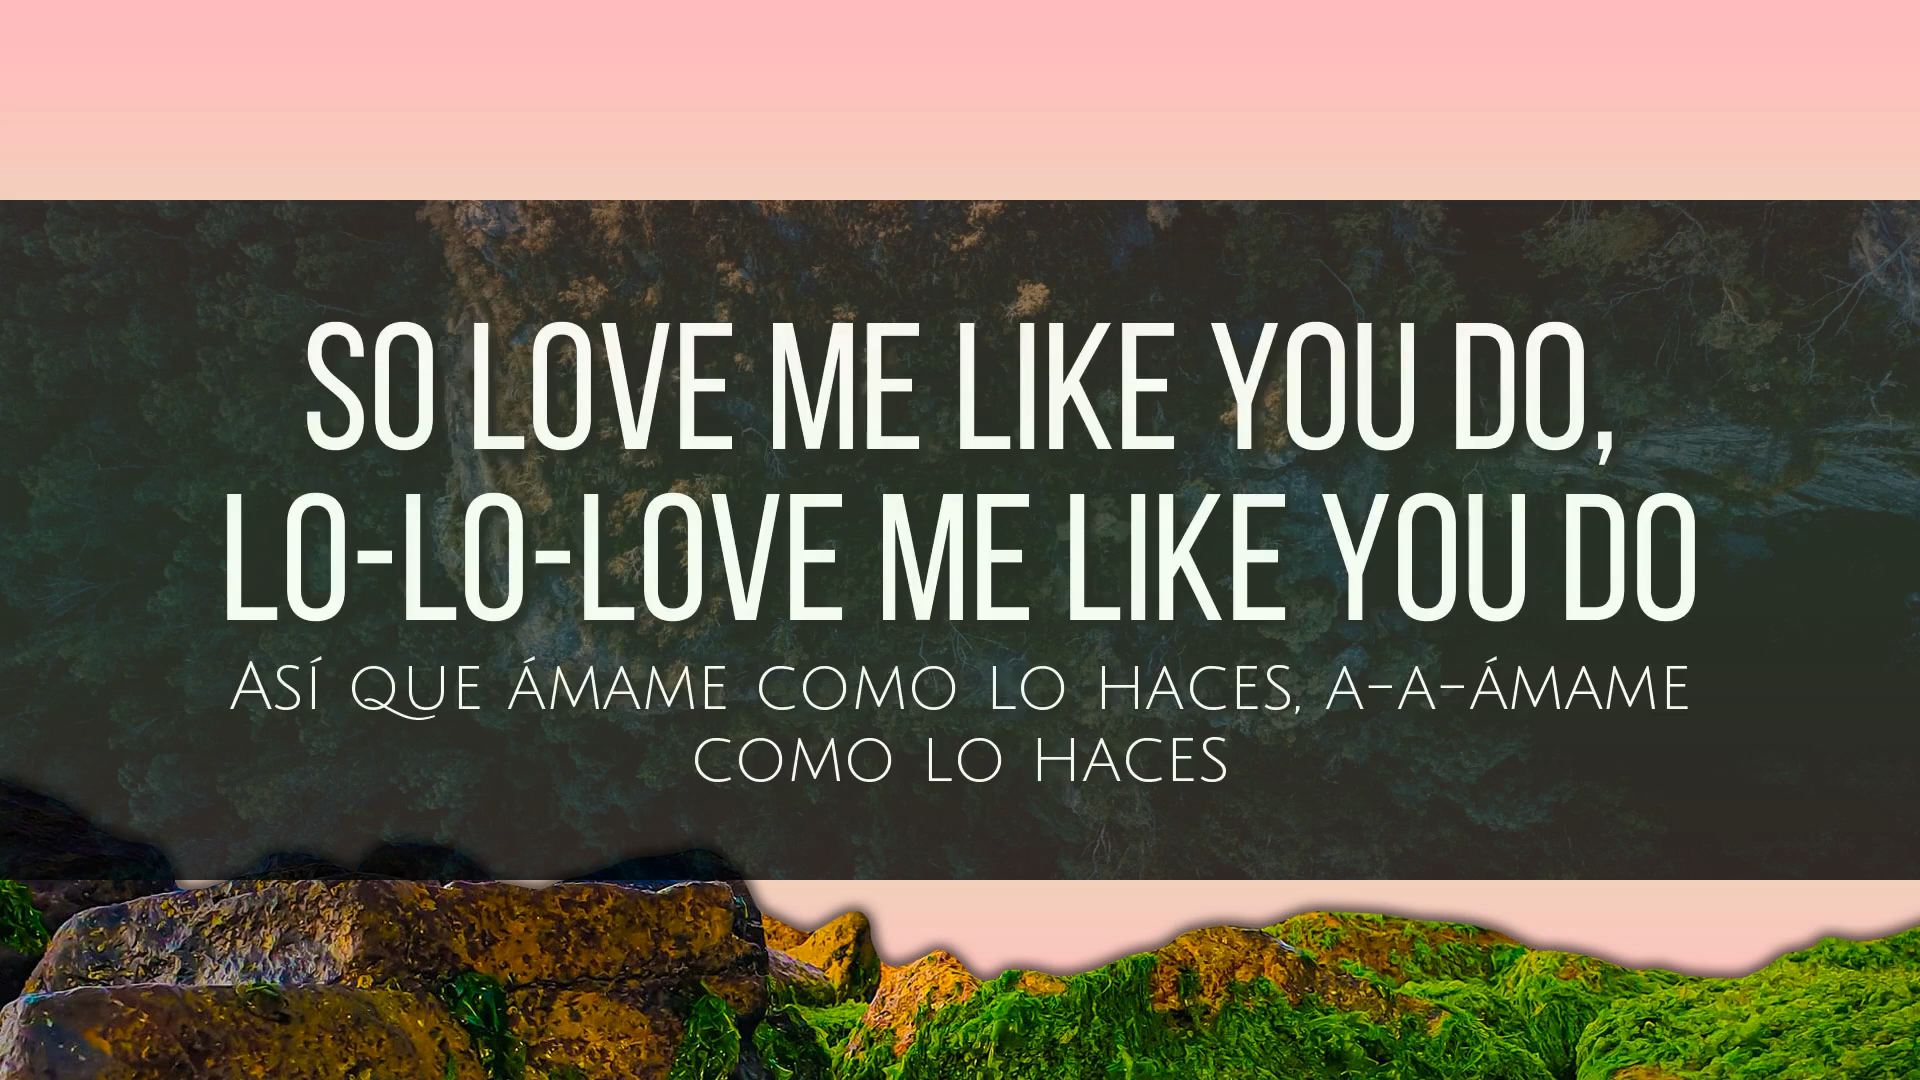 SO LOVE ME LIKE YOU DO,
LO-LO-LOVE ME LIKE YOU DO
Así que ámame como lo haces, a-a-ámame
como lo haces